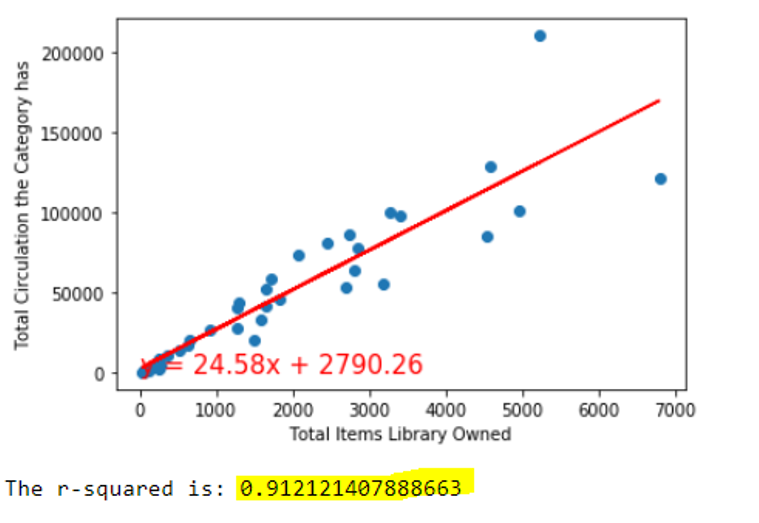 200000
150000
100000
50000
0
Total Circulation the Category has
y = 24.58x + 2790.26
0 1000 2000 3000 4000 5000 6000 7000
Total Items Library Owned
The r-squared is: 0.912121407888663